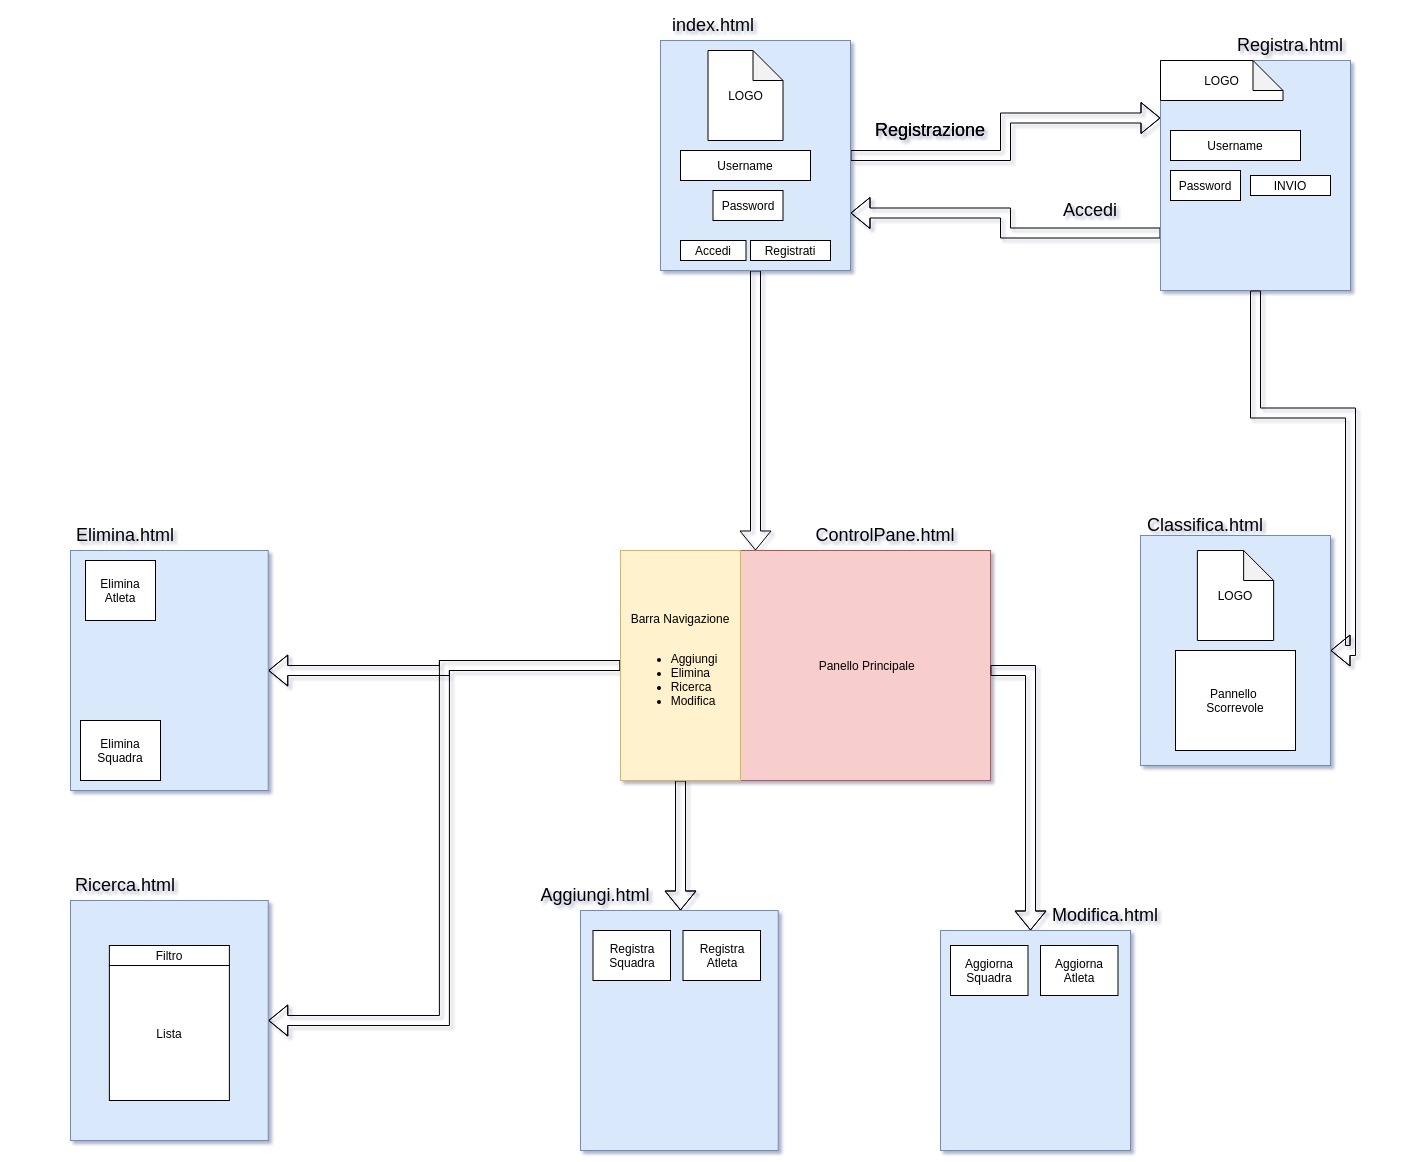 index.html
LOGO
Username
Password
Accedi
Registrati
Registrazione
Accedi
Registra.html
LOGO
Username
Password
INVIO
Elimina.html
Elimina
Atleta
Elimina
Squadra
ControlPane.html
Barra Navigazione
Aggiungi
Elimina
Ricerca
Modifica
Panello Principale
Classifica.html
LOGO
Pannello
Scorrevole
Ricerca.html
Filtro
Lista
Aggiungi.html
Registra
Squadra
Registra
Atleta
Modifica.html
Aggiorna
Squadra
Aggiorna
Atleta